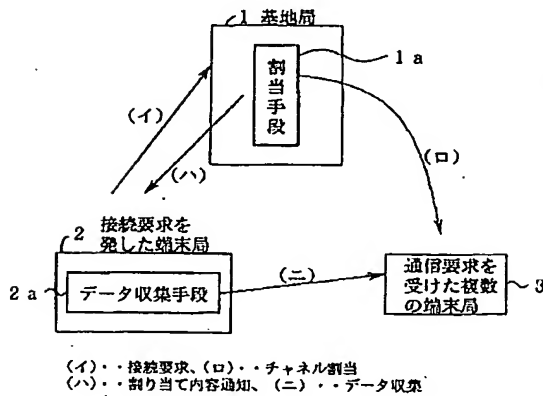 1 基地局
1a
割当手段
(イ)
(ロ)
(ハ)
2
接続要求を
発した端末局
2a
データ収集手段
(ニ)
通信要求を
受けた複数
の端末局
3
(イ)・・接続要求、(ロ)・・チャネル割当
(ハ)・・割り当て内容通知、(ニ)・・データ収集